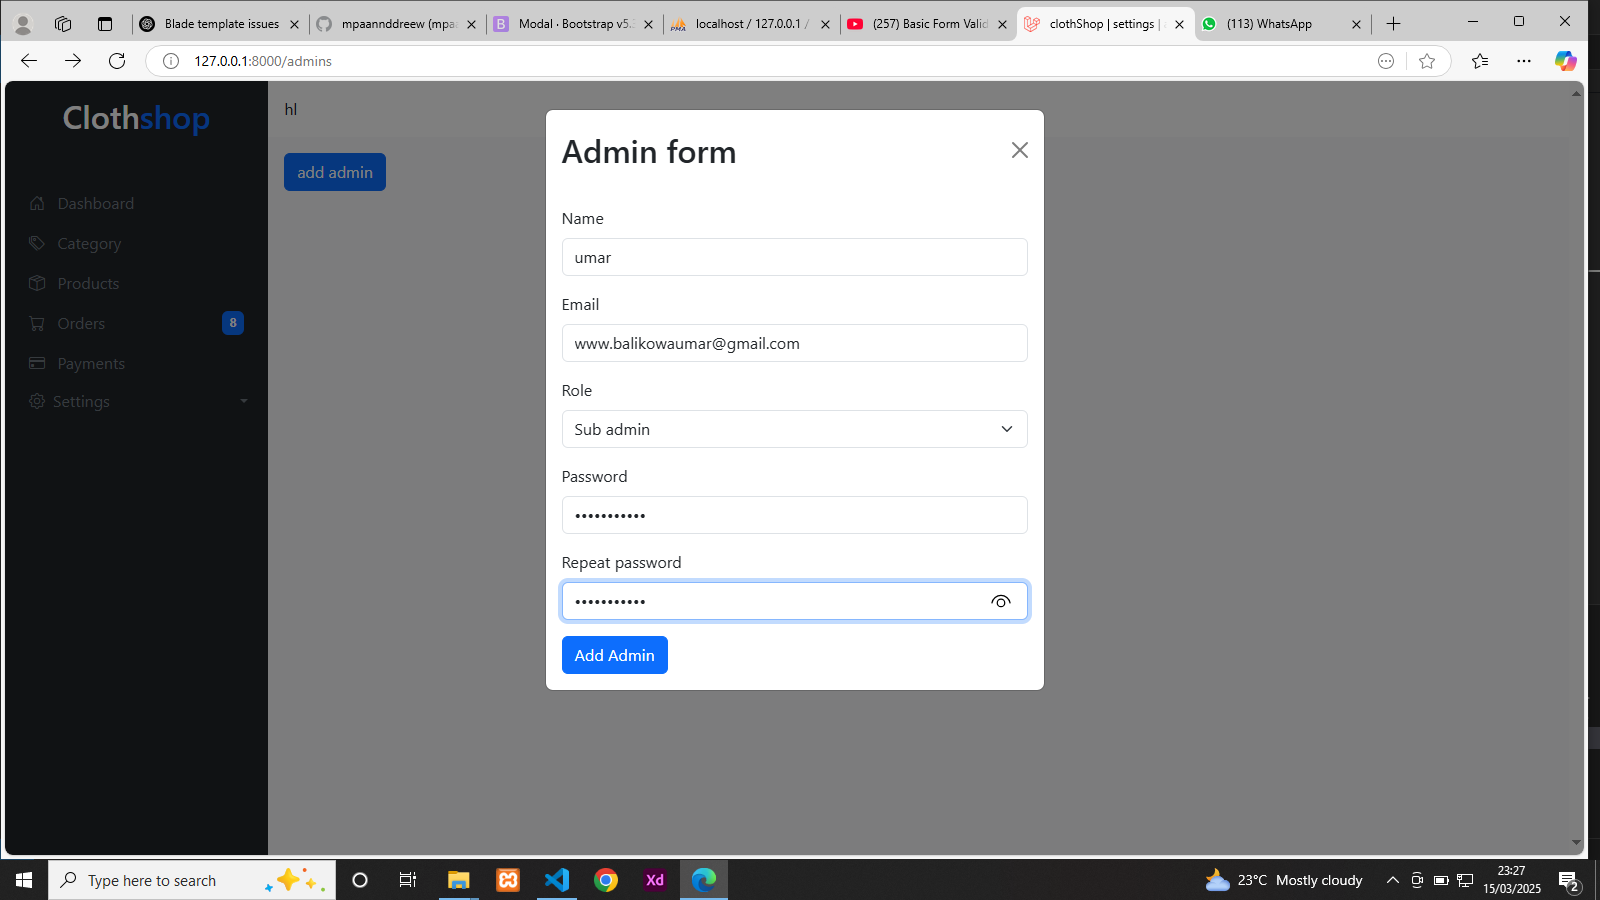 Blade template issues
mpaannddreew (mpaa
Modal · Bootstrap v5.3
localhost / 127.0.0.1 /
(257) Basic Form Valid
clothShop | settings |
(113) WhatsApp
127.0.0.1:8000/admins
Clothshop
Dashboard
Category
Products
Orders 8
Payments
Settings
hl
add admin
Admin form
Name
umar
Email
www.balikowaumar@gmail.com
Role
Sub admin
Password
•••••••••••
Repeat password
•••••••••••
Add Admin
Type here to search
Xd
23°C Mostly cloudy
23:27
15/03/2025
2